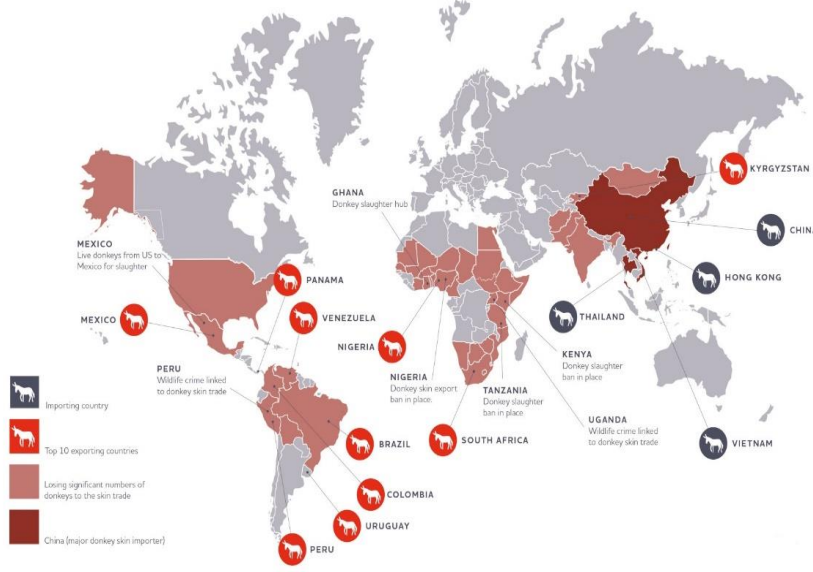 KYRGYZSTAN
GHANA
Donkey slaughter hub
CHINA
MEXICO
Live donkeys from US to
Mexico for slaughter
PANAMA
HONG KONG
MEXICO
VENEZUELA
THAILAND
NIGERIA
KENYA
Donkey slaughter
ban in place
PERU
Wildlife crime linked
to donkey skin trade
NIGERIA
Donkey skin export
ban in place.
TANZANIA
Donkey slaughter
ban in place
UGANDA
Wildlife crime linked
to donkey skin trade
BRAZIL
SOUTH AFRICA
VIETNAM
COLOMBIA
URUGUAY
PERU
Importing country
Top 10 exporting countries
Losing significant numbers of
donkeys to the skin trade
China (major donkey skin importer)